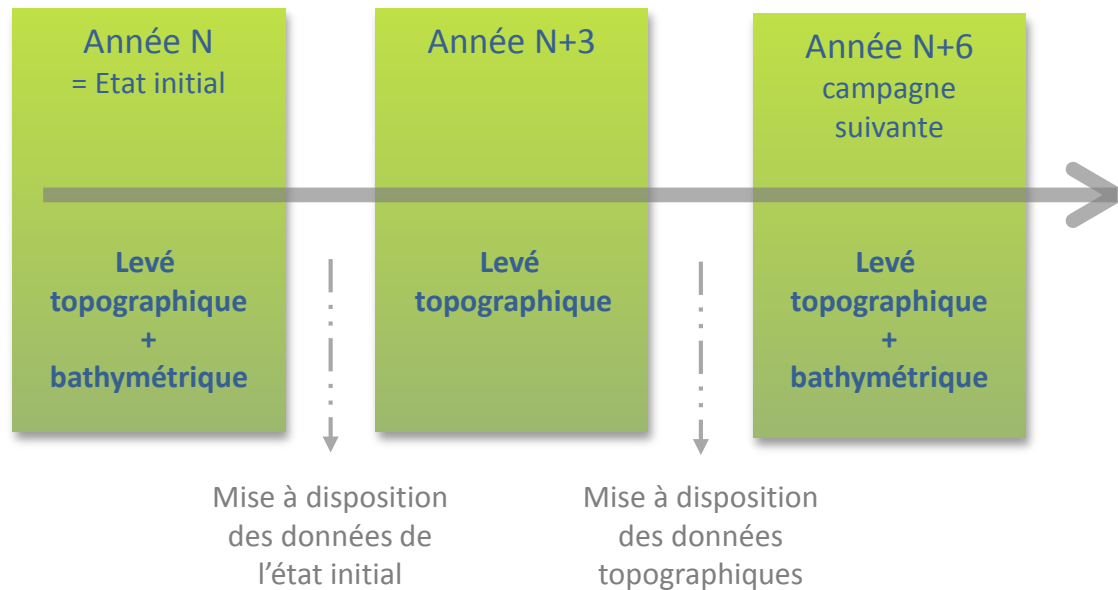 Année N
= Etat initial
Levé
topographique
+
bathymétrique
Année N+3
Levé
topographique
Année N+6
campagne
suivante
Levé
topographique
+
bathymétrique
Mise à disposition
des données de
l’état initial
Mise à disposition
des données
topographiques